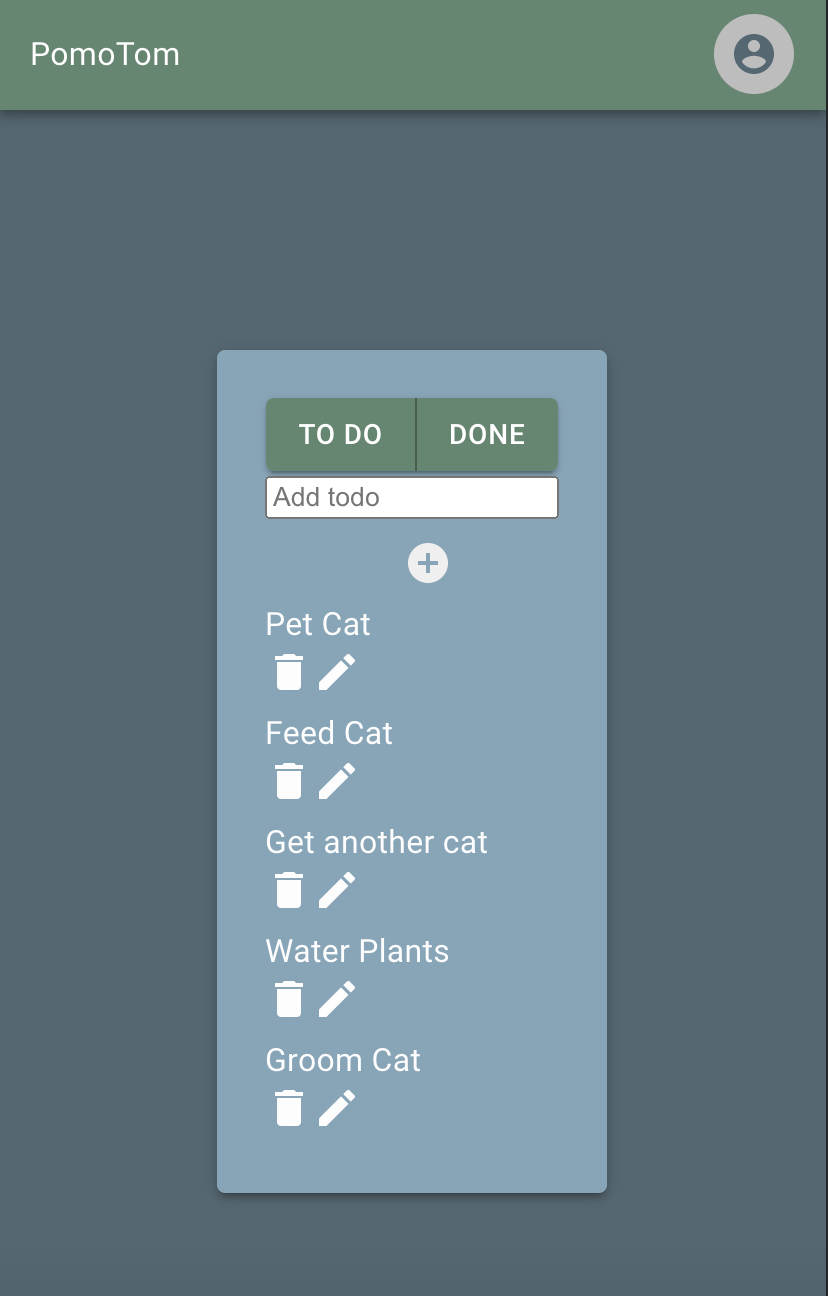 PomoTom
TO DO DONE
Add todo
Pet Cat
Feed Cat
Get another cat
Water Plants
Groom Cat